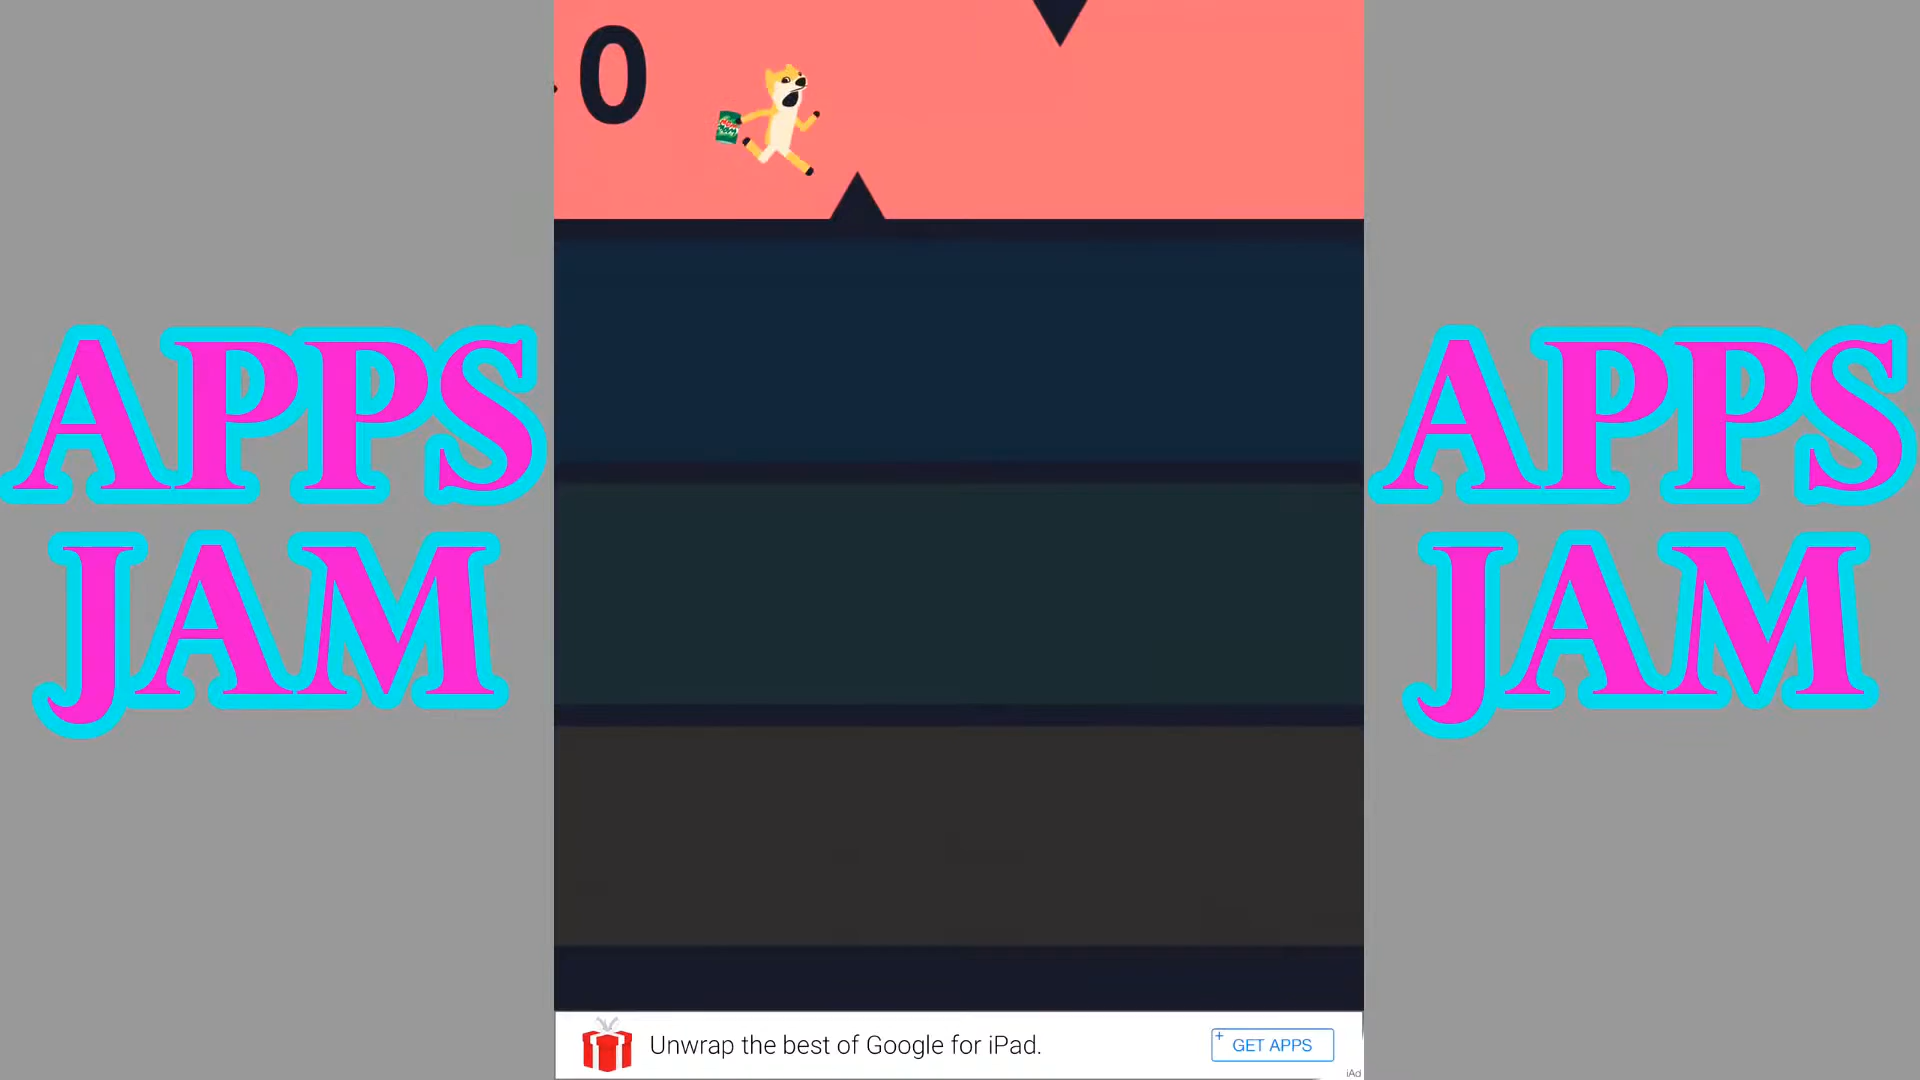 0
APPS
JAM
APPS
JAM
Unwrap the best of Google for iPad.
+ GET APPS
iAd